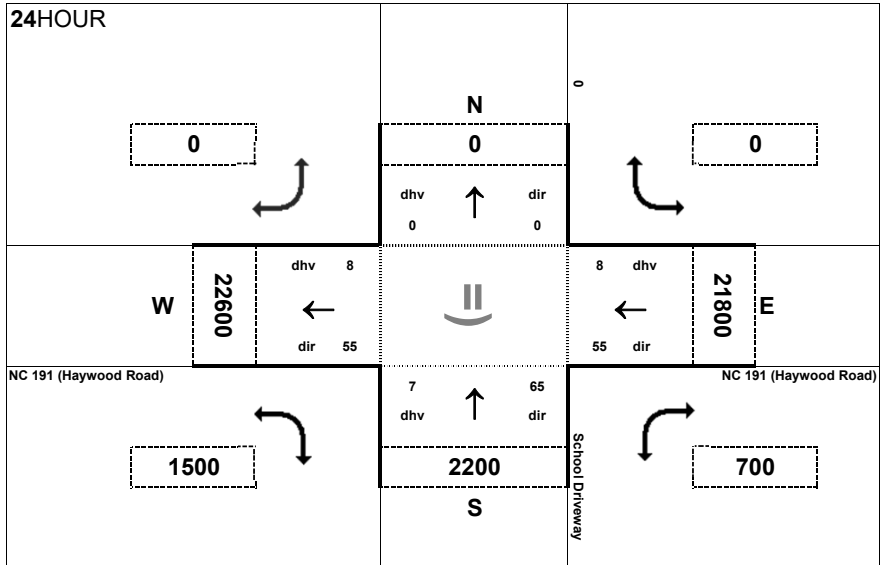 24HOUR
0
N
0
0
0
dhv
dir
0
0
dhv 8
8 dhv
W
22600
21800
E
dir 55
55 dir
NC 191 (Haywood Road)
NC 191 (Haywood Road)
7
65
dhv
dir
1500
2200
700
School Driveway
S